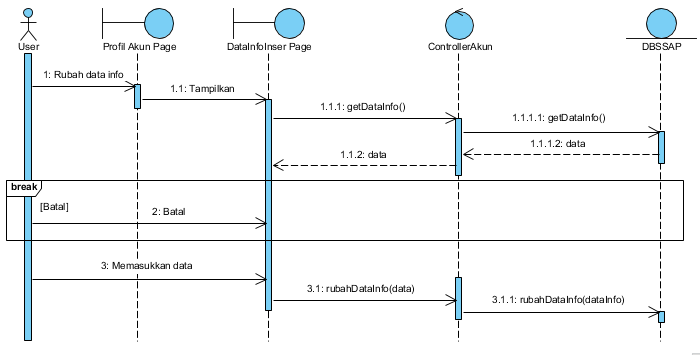 User
Profil Akun Page
DataInfoInser Page
ControllerAkun
DBSSAP
1: Rubah data info
1.1: Tampilkan
1.1.1: getDataInfo()
1.1.1.1: getDataInfo()
1.1.1.2: data
1.1.2: data
break
[Batal]
2: Batal
3: Memasukkan data
3.1: rubahDataInfo(data)
3.1.1: rubahDataInfo(dataInfo)